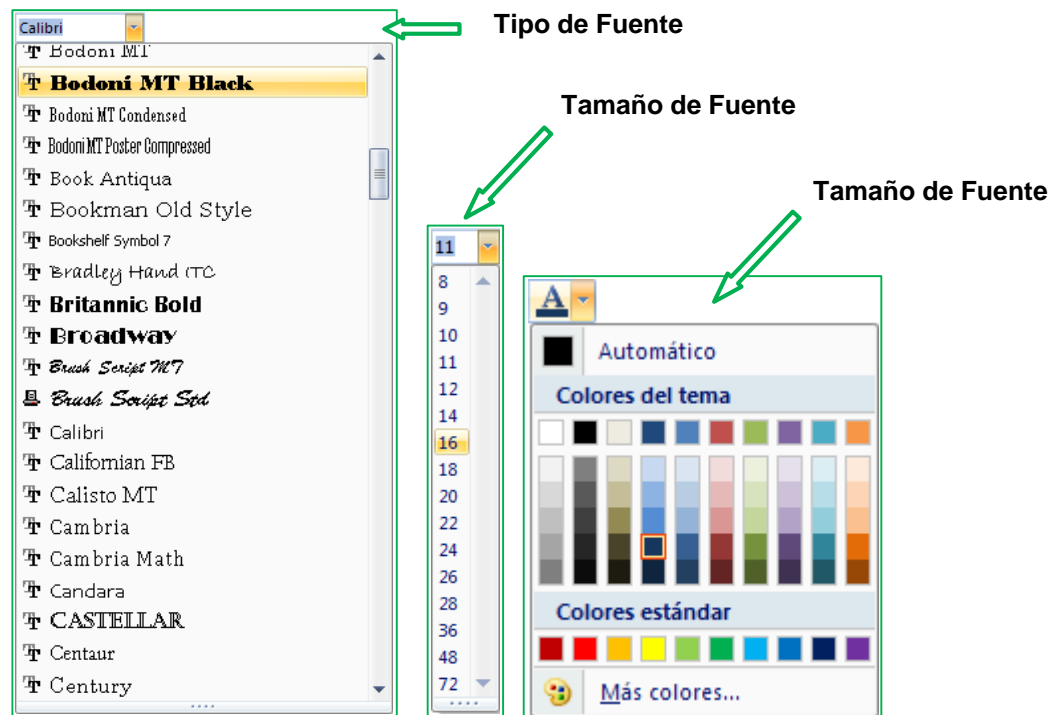 Calibri
Tipo de Fuente
Bodoni MT
Bodoni MT Black
Bodoni MT Condensed
Bodoni MT Poster Compressed
Book Antiqua
Bookman Old Style
Bookshelf Symbol 7
Bradley Hand ITC
Britannic Bold
Broadway
Brush Script MT
Brush Script Std
Calibri
Californian FB
Calisto MT
Cambria
Cambria Math
Candara
CASTELLAR
Centaur
Century
Tamaño de Fuente
11
8
9
10
11
12
14
16
18
20
22
24
26
28
36
48
72
Tamaño de Fuente
A
Automático
Colores del tema
Colores estándar
Más colores...